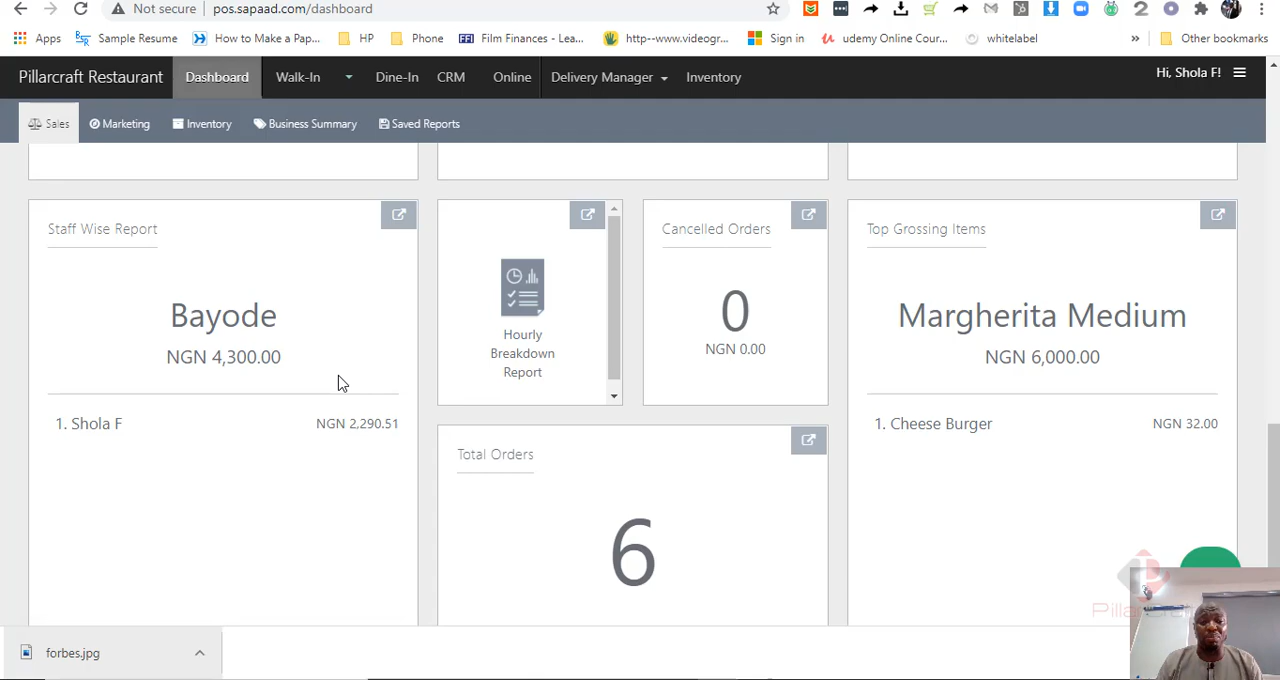 Not secure
pos.sapaad.com/dashboard
Apps
Sample Resume
How to Make a Pap...
HP
Phone
Film Finances - Lea...
http--www.videogr...
Sign in
udemy Online Cour...
whitelabel
»
Other bookmarks
Pillarcraft Restaurant
Dashboard
Walk-In
Dine-In
CRM
Online
Delivery Manager
Inventory
Hi, Shola F!
Sales
Marketing
Inventory
Business Summary
Saved Reports
Staff Wise Report
Bayode
NGN 4,300.00
1. Shola F
NGN 2,290.51
Hourly
Breakdown
Report
Cancelled Orders
0
NGN 0.00
Total Orders
6
Top Grossing Items
Margherita Medium
NGN 6,000.00
1. Cheese Burger
NGN 32.00
forbes.jpg